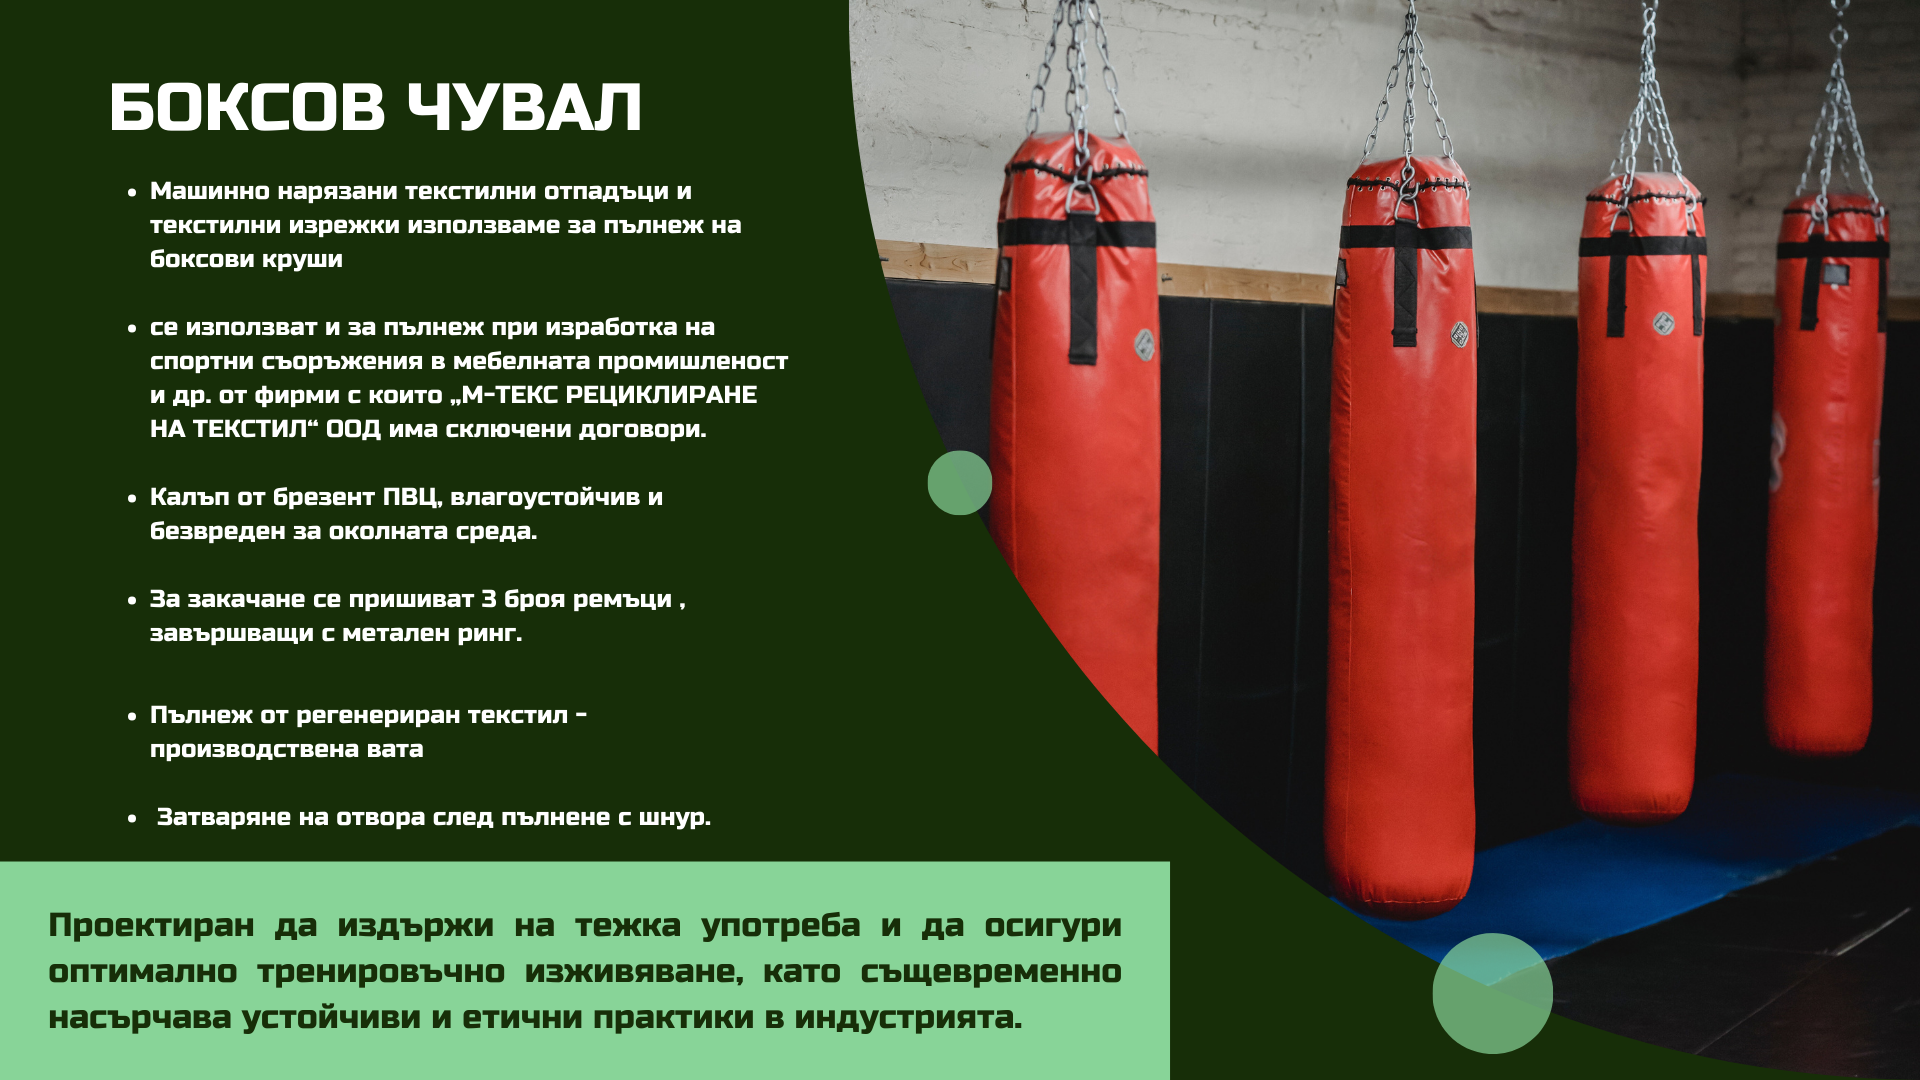 БОКСОВ ЧУВАЛ
Машинно нарязани текстилни отпадъци и
текстилни изрежки използваме за пълнеж на
боксови круши
се използват и за пълнеж при изработка на
спортни съоръжения в мебелната промишленост
и др. от фирми с които „М-ТЕКС РЕЦИКЛИРАНЕ
НА ТЕКСТИЛ“ ООД има сключени договори.
Калъп от брезент ПВЦ, влагоустойчив и
безвреден за околната среда.
За закачане се пришиват 3 броя ремъци ,
завършващи с метален ринг.
Пълнеж от регенериран текстил -
производствена вата
Затваряне на отвора след пълнене с шнур.
Проектиран да издържи на тежка употреба и да осигури
оптимално тренировъчно изживяване, като същевременно
насърчава устойчиви и етични практики в индустрията.